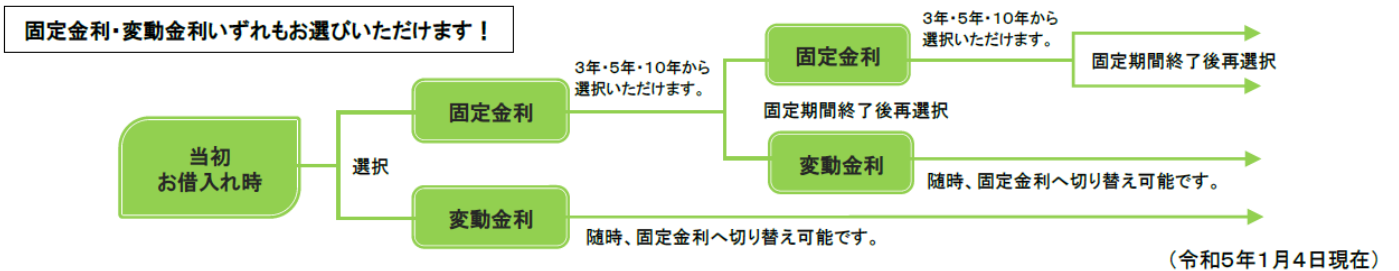 固定金利・変動金利いずれもお選びいただけます！
当初
お借入れ時
選択
固定金利
3年・5年・10年から
選択いただけます。
固定期間終了後再選択
固定金利
3年・5年・10年から
選択いただけます。
固定期間終了後再選択
変動金利
随時、固定金利へ切り替え可能です。
変動金利
随時、固定金利へ切り替え可能です。
（令和５年１月４日現在）